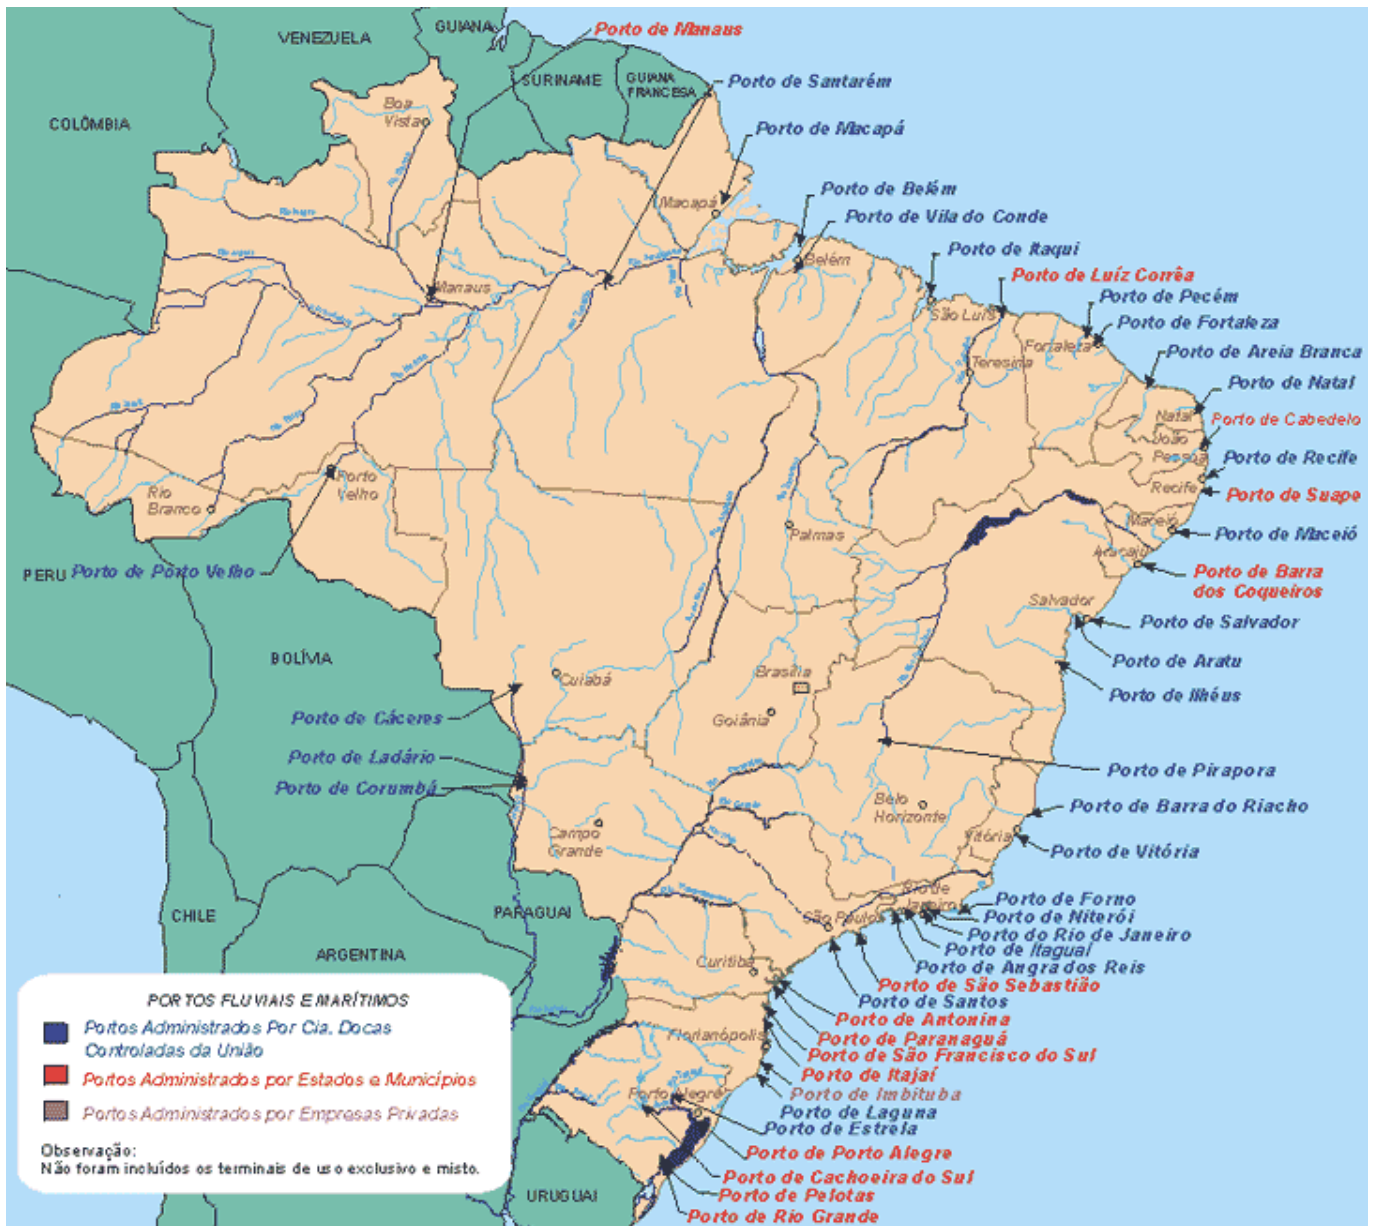 Porto de Manaus
GUIANA
VENEZUELA
SURINAME
GUIANA
FRANCESA
Porto de Santarém
COLÔMBIA
Boa
Vista
Porto de Macapá
Porto de Belém
Macapá
Porto de Vila do Conde
Rio Negro
Porto de Itaqui
Belém
Porto de Luíz Corrêa
Manaus
Porto de Pecém
São Luís
Porto de Fortaleza
Fortaleza
Porto de Areia Branca
Teresina
Porto de Natal
Natal
Porto de Cabedelo
João
Pessoa
Porto de Recife
Porto
Velho
Recife
Porto de Suape
Rio
Branco
Maceió
Palmas
Porto de Maceió
Aracaju
PERU
Porto de Porto Velho
Porto de Barra
dos Coqueiros
Salvador
Porto de Salvador
BOLÍVIA
Porto de Aratu
Brasília
Cuiabá
Porto de Ilhéus
Porto de Cáceres
Goiânia
Porto de Ladário
Porto de Pirapora
Porto de Corumbá
Belo
Horizonte
Porto de Barra do Riacho
Campo
Grande
Vitória
Porto de Vitória
Rio de
Janeiro
Porto de Forno
CHILE
PARAGUAI
São Paulo
Porto de Niterói
Porto do Rio de Janeiro
Porto de Itaguaí
ARGENTINA
Curitiba
Porto de Angra dos Reis
Porto de São Sebastião
Porto de Santos
Porto de Antonina
Florianópolis
Porto de Paranaguá
Porto de São Francisco do Sul
Porto de Itajaí
Porto Alegre
Porto de Imbituba
Porto de Laguna
Porto de Estrela
Porto de Porto Alegre
Porto de Cachoeira do Sul
URUGUAI
Porto de Pelotas
Porto de Rio Grande
PORTOS FLUVIAIS E MARÍTIMOS
Portos Administrados Por Cia. Docas
Controladas da União
Portos Administrados por Estados e Municípios
Portos Administrados por Empresas Privadas
Observação:
Não foram incluídos os terminais de uso exclusivo e misto.